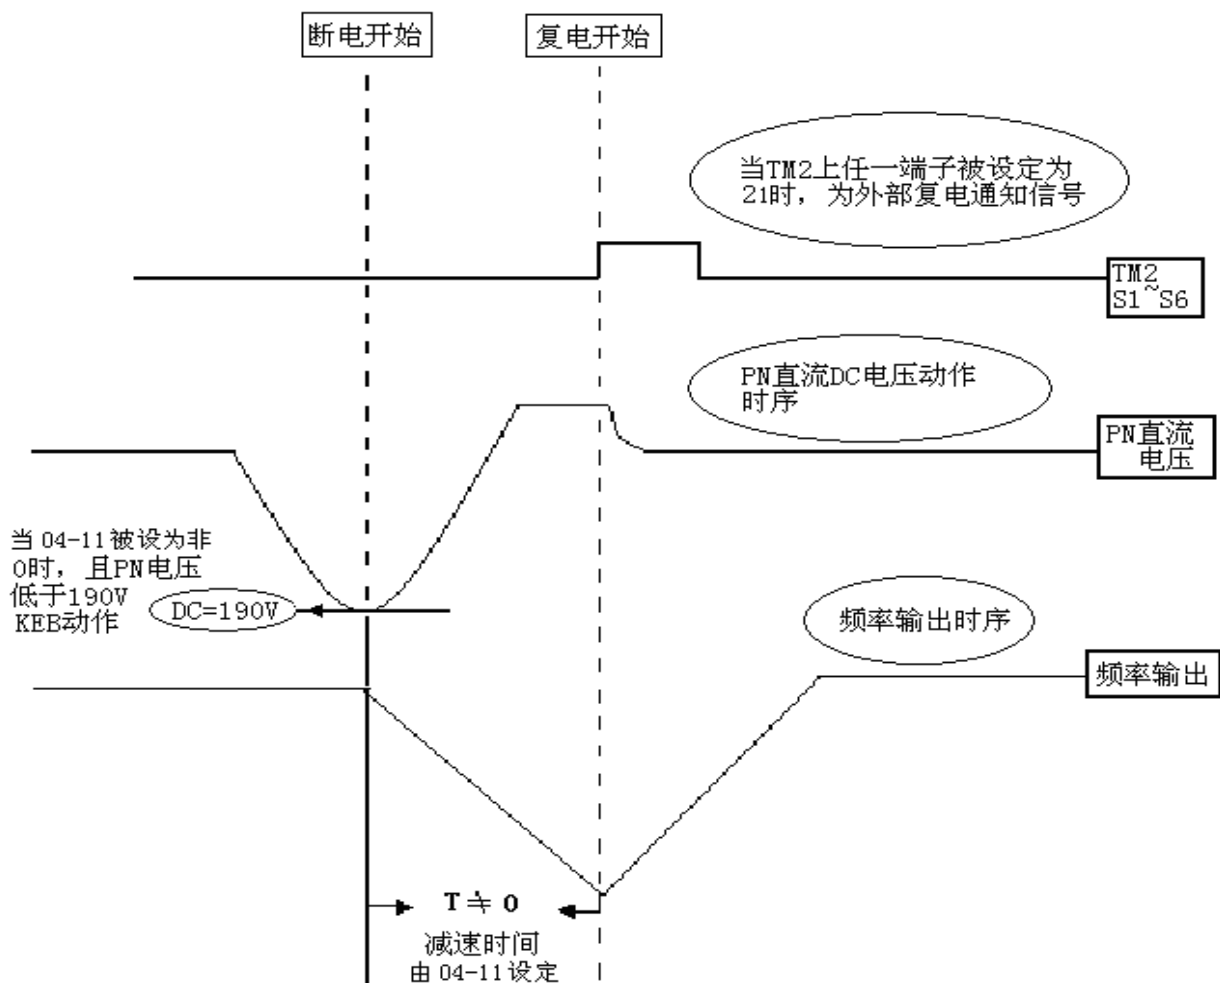 断电开始
复电开始
当TM2上任一端子被设定为
21时，为外部复电通知信号
TM2
S1~S6
PN直流DC电压动作
时序
PN直流
电压
当04-11被设为非
0时，且PN电压
低于190V
KEB动作
DC=190V
频率输出时序
频率输出
T≠0
减速时间
由04-11设定